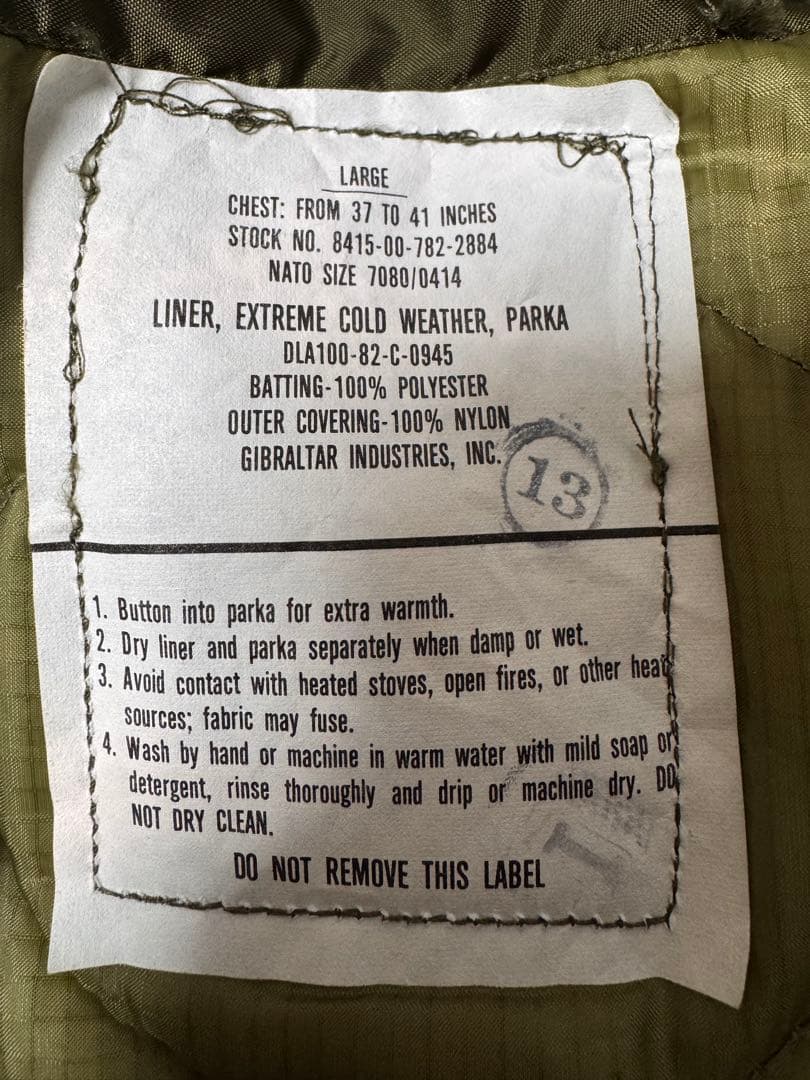 LARGE
CHEST: FROM 37 TO 41 INCHES
STOCK NO. 8415-00-782-2884
NATO SIZE 7080/0414
LINER, EXTREME COLD WEATHER, PARKA
DLA100-82-C-0945
BATTING-100% POLYESTER
OUTER COVERING-100% NYLON
GIBRALTAR INDUSTRIES, INC.
13
1. Button into parka for extra warmth.
2. Dry liner and parka separately when damp or wet.
3. Avoid contact with heated stoves, open fires, or other heat
sources; fabric may fuse.
4. Wash by hand or machine in warm water with mild soap or
detergent, rinse thoroughly and drip or machine dry. DO
NOT DRY CLEAN.
DO NOT REMOVE THIS LABEL